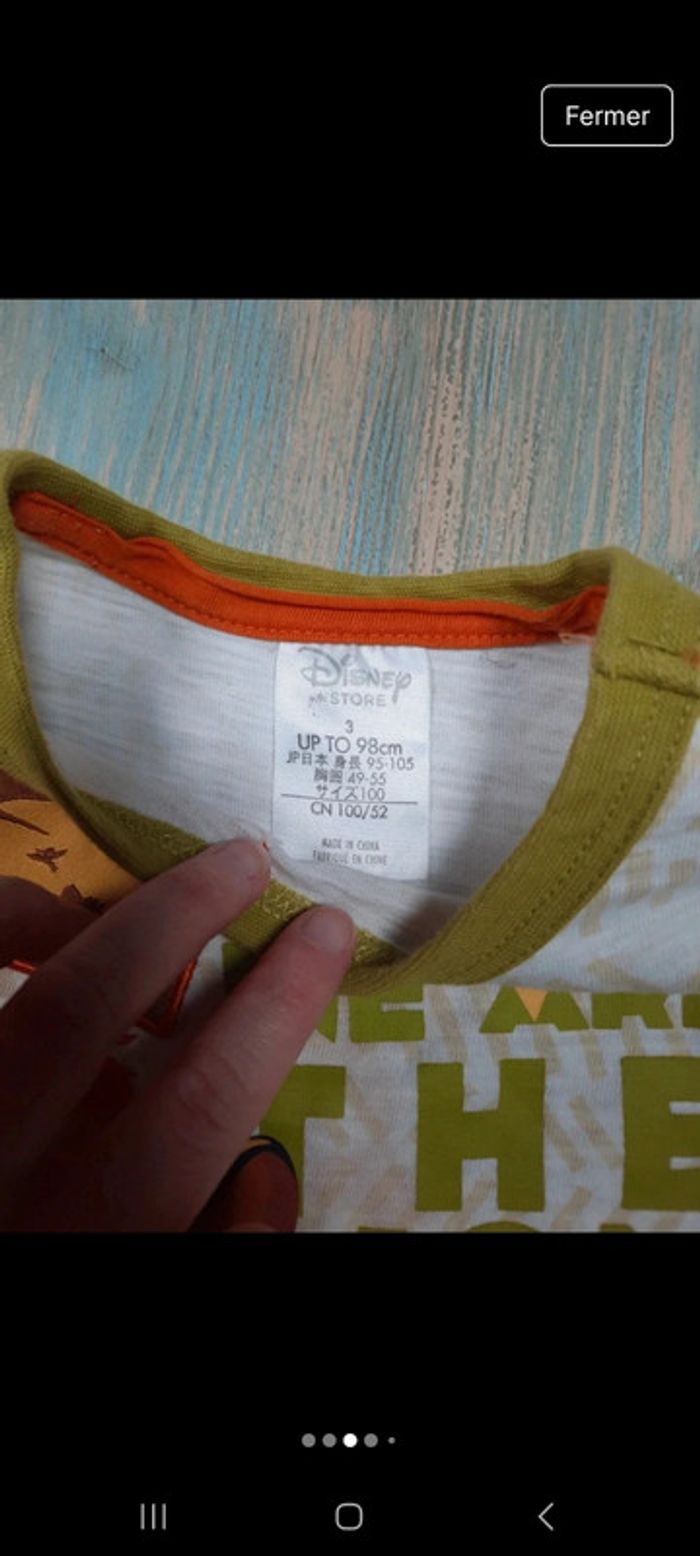 Fermer
Disney
STORE
3
UP TO 98cm
JP日本 身長 95-105
胸囲 49-55
サイズ100
CN 100/52
MADE IN CHINA
FABRIQUÉ EN CHINE
THE